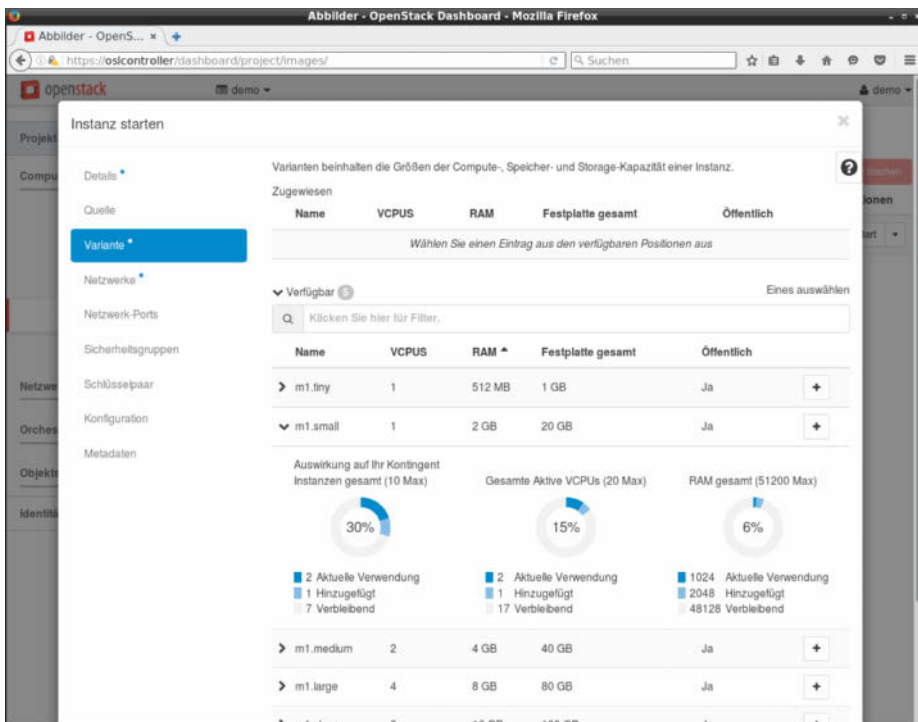 Abbilder - OpenStack Dashboard - Mozilla Firefox
Abbilder - OpenS... × +
https://oslcontroller/dashboard/project/images/ Suchen
openstack demo demo
Instanz starten ×
Projekt
Compu
Details *
Quelle
Variante *
Netzwerke *
Netzwerk-Ports
Sicherheitsgruppen
Schlüsselpaar
Konfiguration
Metadaten
Netzwe
Orches
Objekts
Identitä
Varianten beinhalten die Größen der Compute-, Speicher- und Storage-Kapazität einer Instanz.
Zugewiesen
Name VCPUS RAM Festplatte gesamt Öffentlich
Wählen Sie einen Eintrag aus den verfügbaren Positionen aus
Verfügbar 5 Eines auswählen
Klicken Sie hier für Filter.
Name VCPUS RAM Festplatte gesamt Öffentlich
m1.tiny 1 512 MB 1 GB Ja +
m1.small 1 2 GB 20 GB Ja +
Auswirkung auf Ihr Kontingent
Instanzen gesamt (10 Max) Gesamte Aktive VCPUs (20 Max) RAM gesamt (51200 Max)
30% 15% 6%
2 Aktuelle Verwendung 2 Aktuelle Verwendung 1024 Aktuelle Verwendung
1 Hinzugefügt 1 Hinzugefügt 2048 Hinzugefügt
7 Verbleibend 17 Verbleibend 48128 Verbleibend
m1.medium 2 4 GB 40 GB Ja +
m1.large 4 8 GB 80 GB Ja +